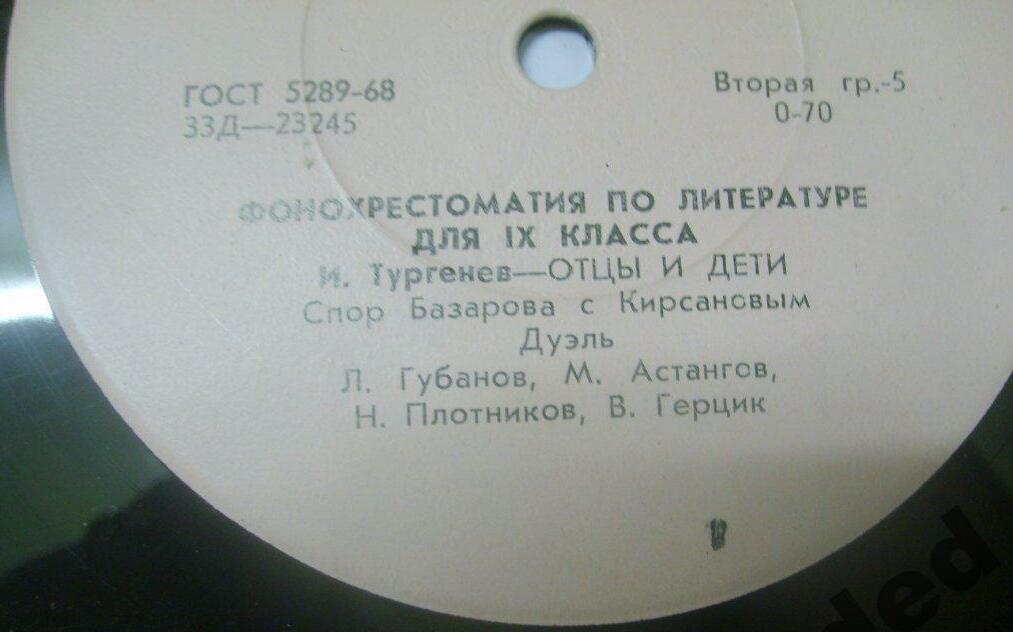 ГОСТ 5289-68
33Д—23245
Вторая гр.-5
0-70
ФОНОХРЕСТОМАТИЯ ПО ЛИТЕРАТУРЕ
ДЛЯ IX КЛАССА
И. Тургенев—ОТЦЫ И ДЕТИ
Спор Базарова с Кирсановым
Дуэль
Л. Губанов, М. Астангов,
Н. Плотников, В. Герцик